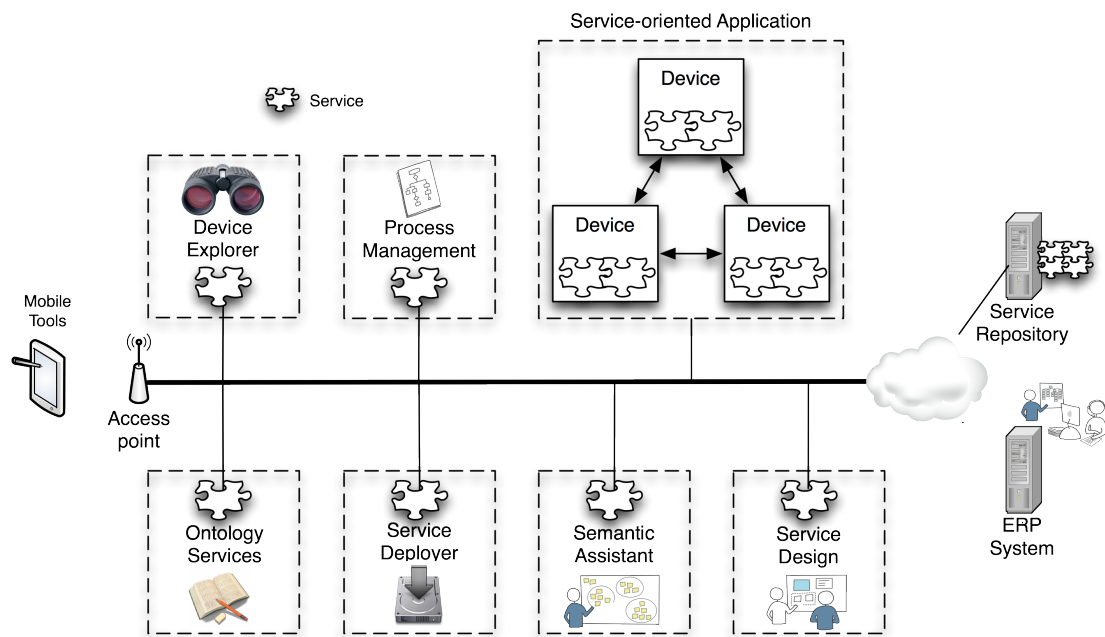 Service-oriented Application
Service
Device
Device
Explorer
Process
Management
Device
Device
Mobile
Tools
Access
point
Service
Repository
Ontology
Services
Service
Deployer
Semantic
Assistant
Service
Design
ERP
System